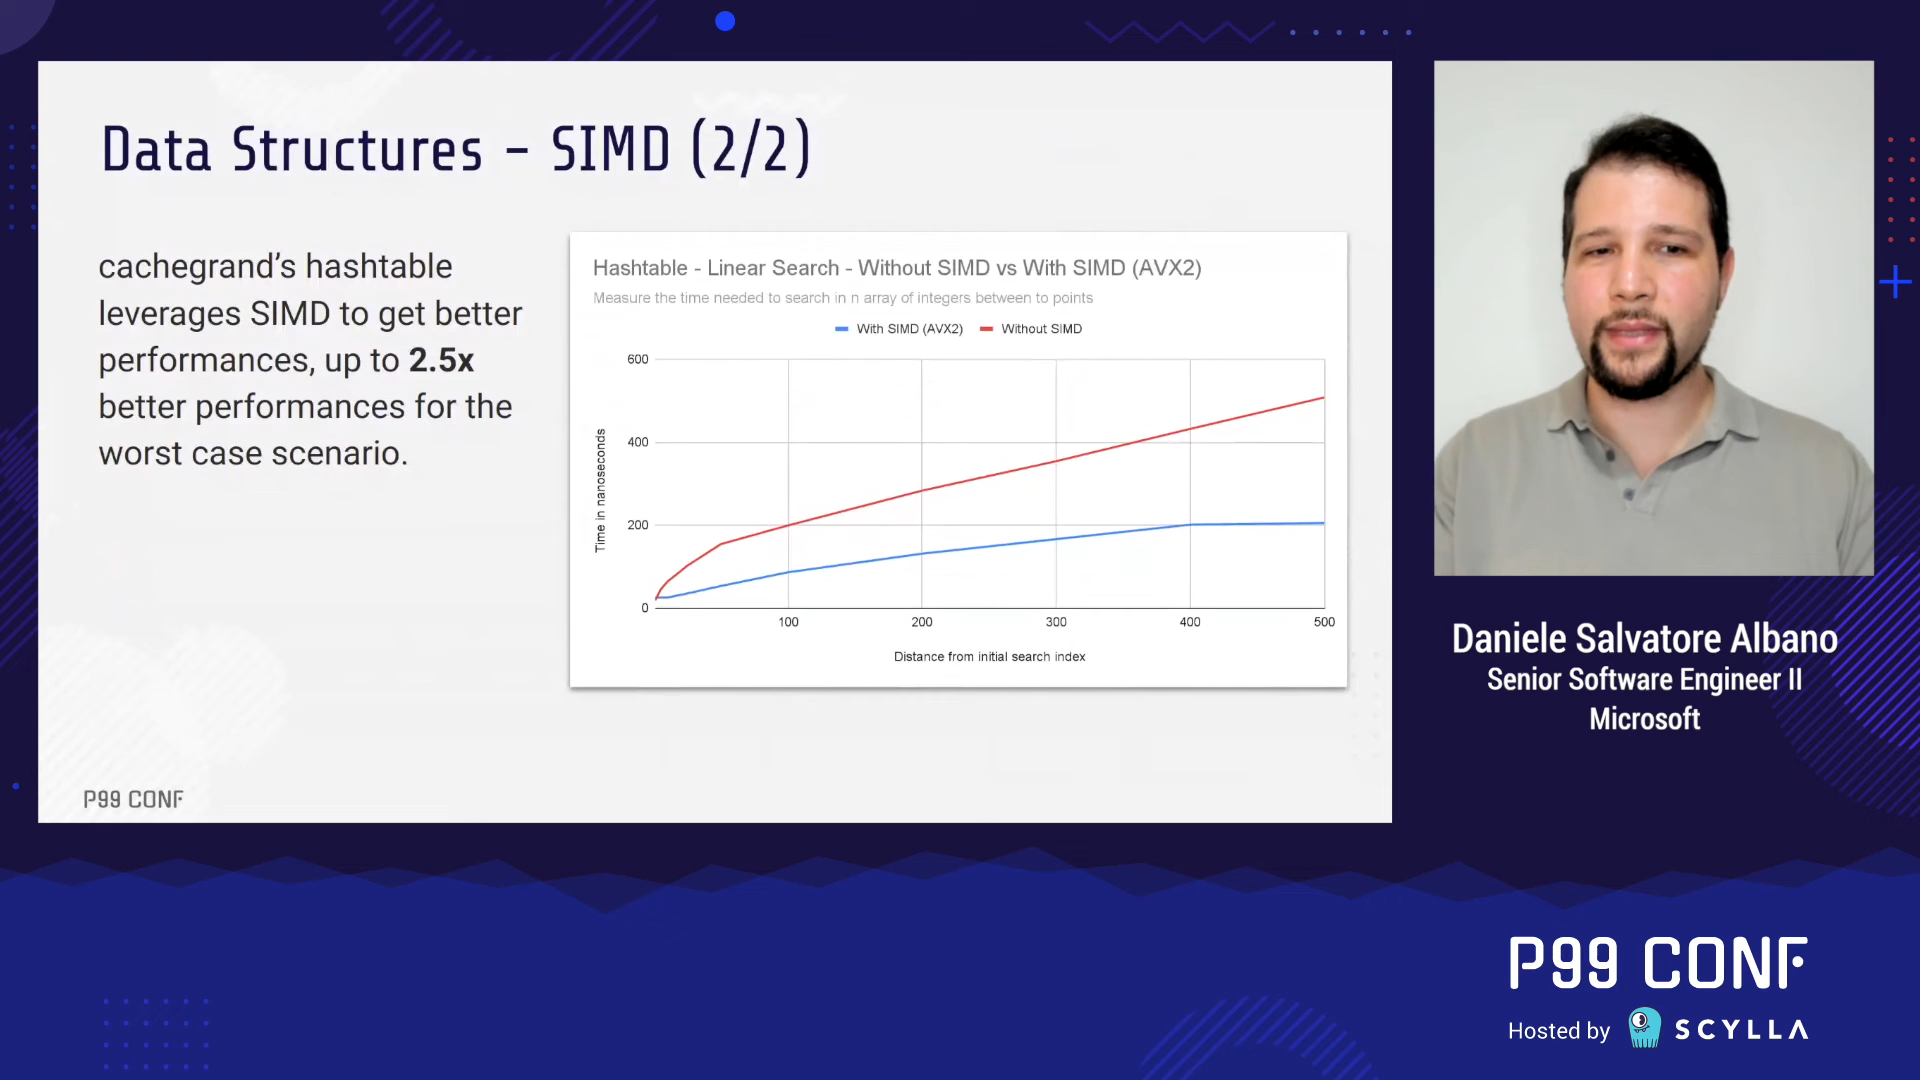 Data Structures - SIMD (2/2)
cachegrand's hashtable
leverages SIMD to get better
performances, up to 2.5x
better performances for the
worst case scenario.
Hashtable - Linear Search - Without SIMD vs With SIMD (AVX2)
Measure the time needed to search in n array of integers between to points
With SIMD (AVX2) Without SIMD
600
400
200
0
Time in nanoseconds
100 200 300 400 500
Distance from initial search index
P99 CONF
Daniele Salvatore Albano
Senior Software Engineer II
Microsoft
P99 CONF
Hosted by SCYLLA